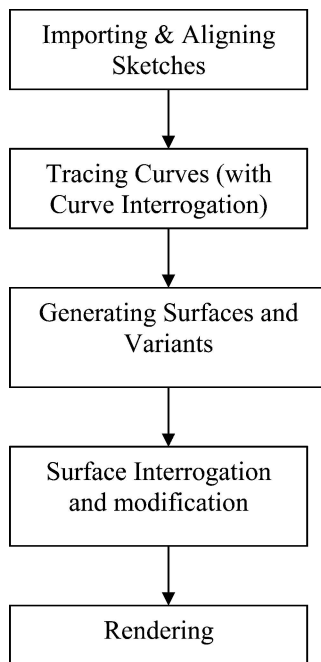 Importing & Aligning
Sketches
Tracing Curves (with
Curve Interrogation)
Generating Surfaces and
Variants
Surface Interrogation
and modification
Rendering